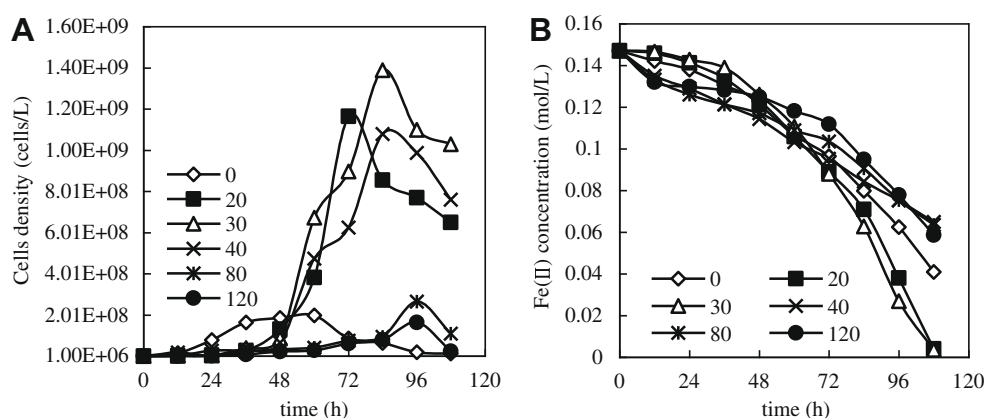 A
Cells density (cells/L)
1.60E+09
1.40E+09
1.20E+09
1.00E+09
8.01E+08
6.01E+08
4.01E+08
2.01E+08
1.00E+06
0
20
30
40
80
120
0 24 48 72 96 120
time (h)
B
Fe(II) concentration (mol/L)
0.16
0.14
0.12
0.1
0.08
0.06
0.04
0.02
0
0 20
30 40
80 120
0 24 48 72 96 120
time (h)